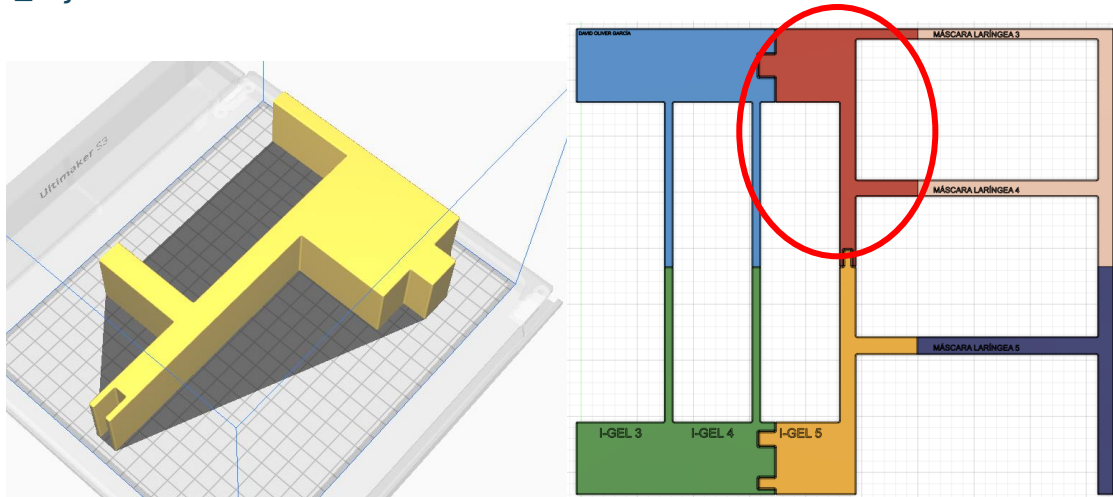 Ultimaker S3
DAVID OLIVER GARCÍA
MÁSCARA LARÍNGEA 3
MÁSCARA LARÍNGEA 4
MÁSCARA LARÍNGEA 5
I-GEL 3
I-GEL 4
I-GEL 5